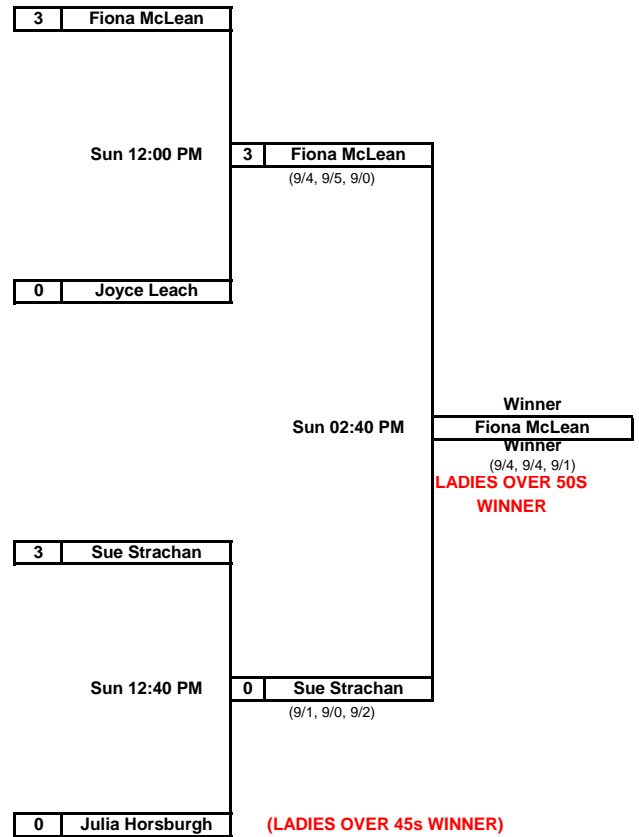 3 Fiona McLean
Sun 12:00 PM
3 Fiona McLean
(9/4, 9/5, 9/0)
0 Joyce Leach
Winner
Sun 02:40 PM
Fiona McLean
Winner
(9/4, 9/4, 9/1)
LADIES OVER 50S
WINNER
3 Sue Strachan
Sun 12:40 PM
0 Sue Strachan
(9/1, 9/0, 9/2)
0 Julia Horsburgh (LADIES OVER 45s WINNER)